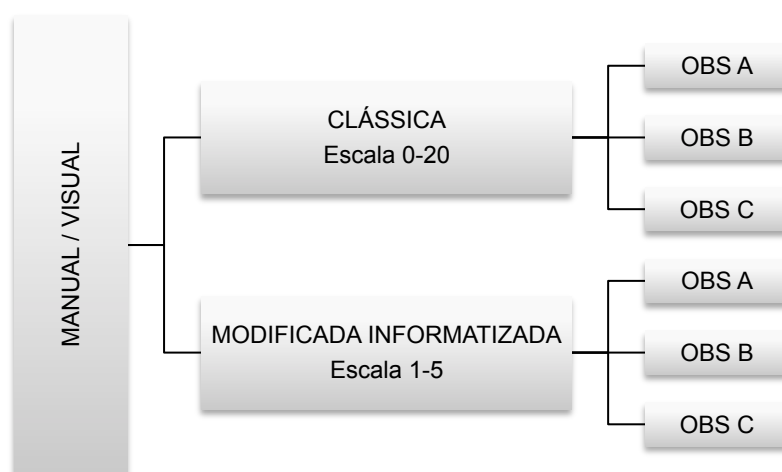 MANUAL / VISUAL
CLÁSSICA
Escala 0-20
OBS A
OBS B
OBS C
MODIFICADA INFORMATIZADA
Escala 1-5
OBS A
OBS B
OBS C